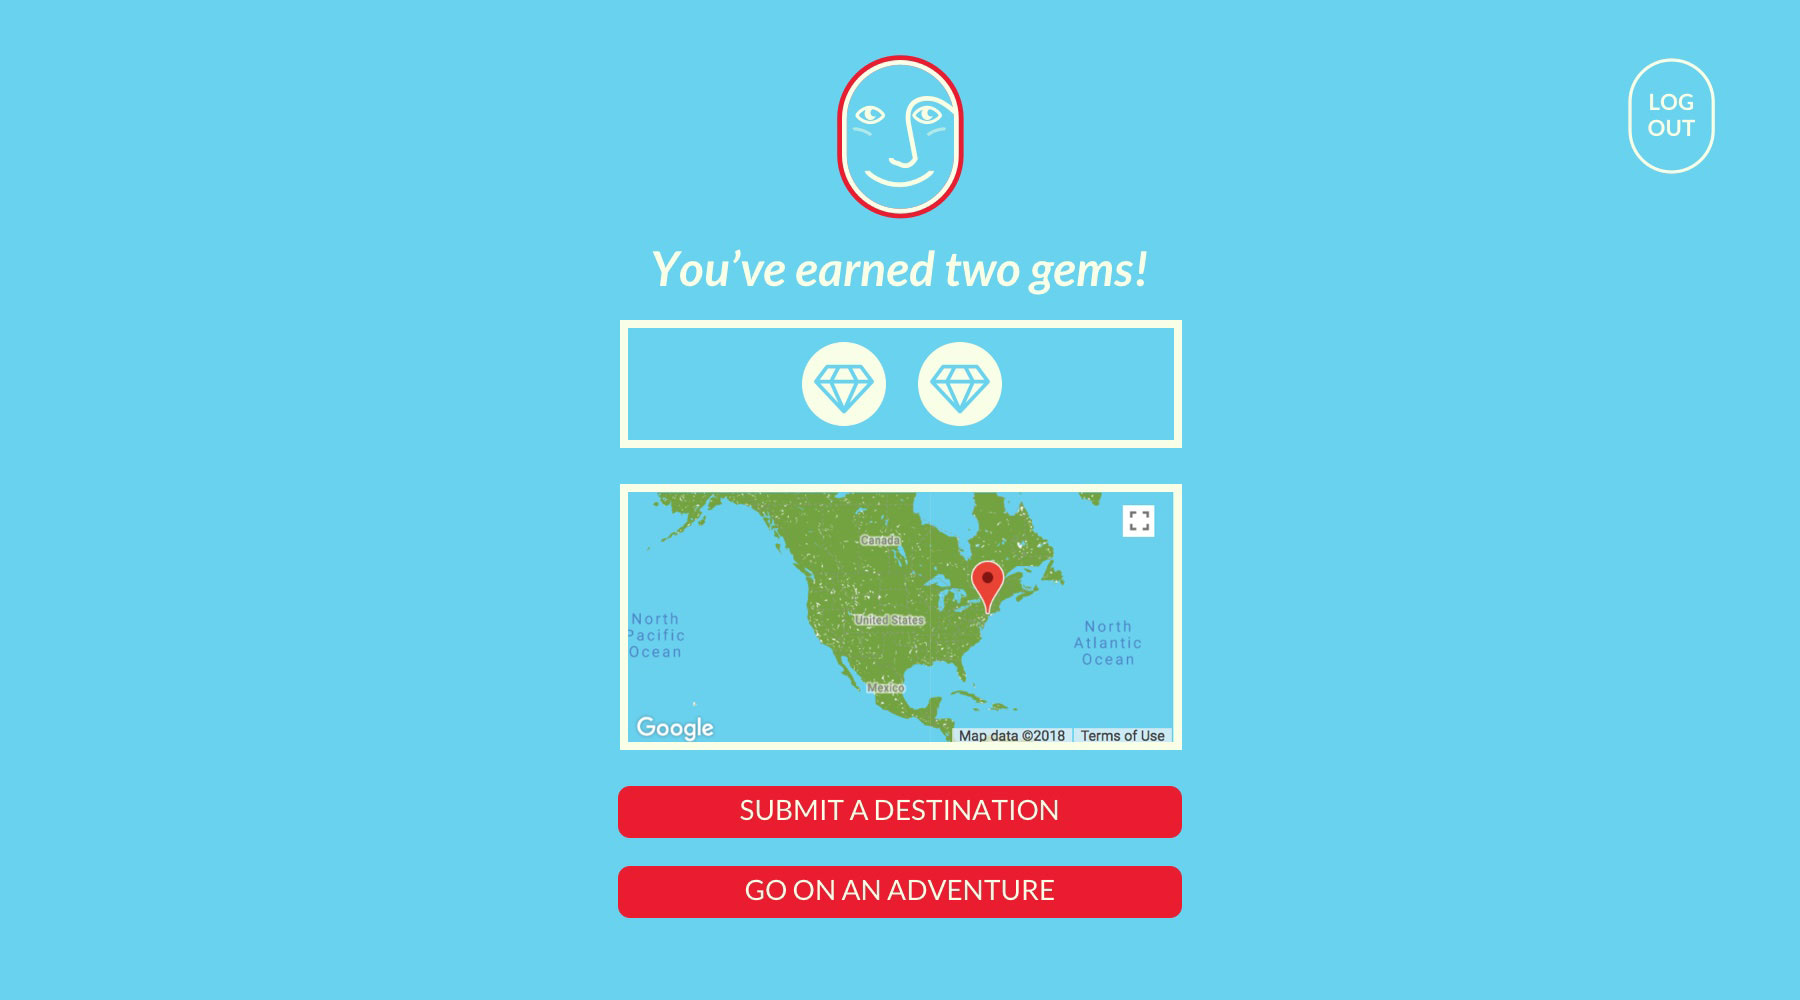 LOG
OUT
You’ve earned two gems!
Canada
United States
Mexico
North
Pacific
Ocean
North
Atlantic
Ocean
Google
Map data ©2018 Terms of Use
SUBMIT A DESTINATION
GO ON AN ADVENTURE